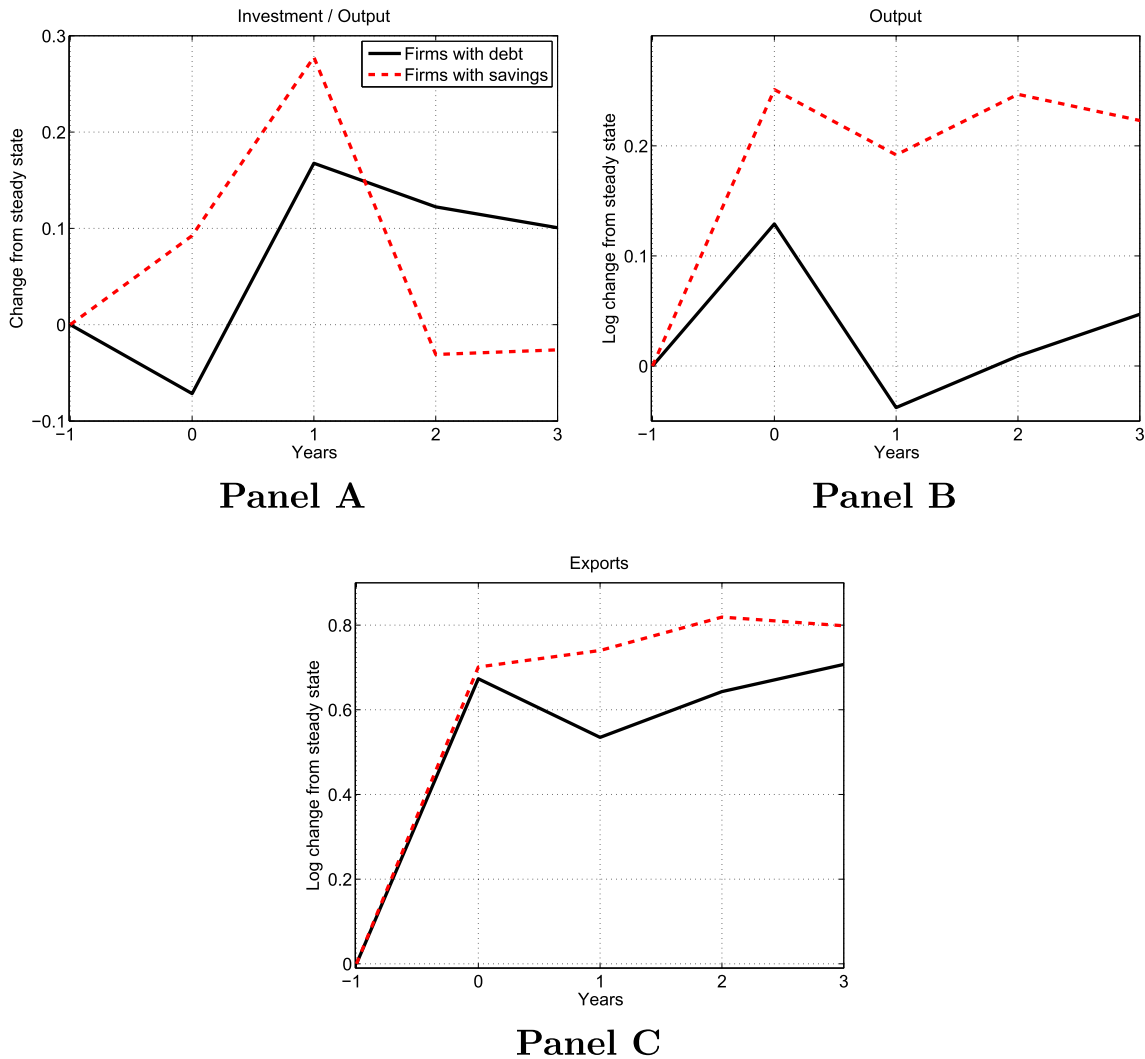 Investment / Output
Change from steady state
0.3
0.2
0.1
0
−0.1
Firms with debt
Firms with savings
−1 0 1 2 3
Years
Panel A
Output
Log change from steady state
0.2
0.1
0
−1 0 1 2 3
Years
Panel B
Exports
Log change from steady state
0.8
0.6
0.4
0.2
0
−1 0 1 2 3
Years
Panel C